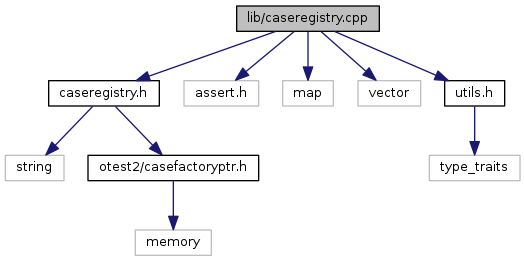 lib/caseregistry.cpp
caseregistry.h
assert.h
map
vector
utils.h
string
otest2/casefactoryptr.h
type_traits
memory